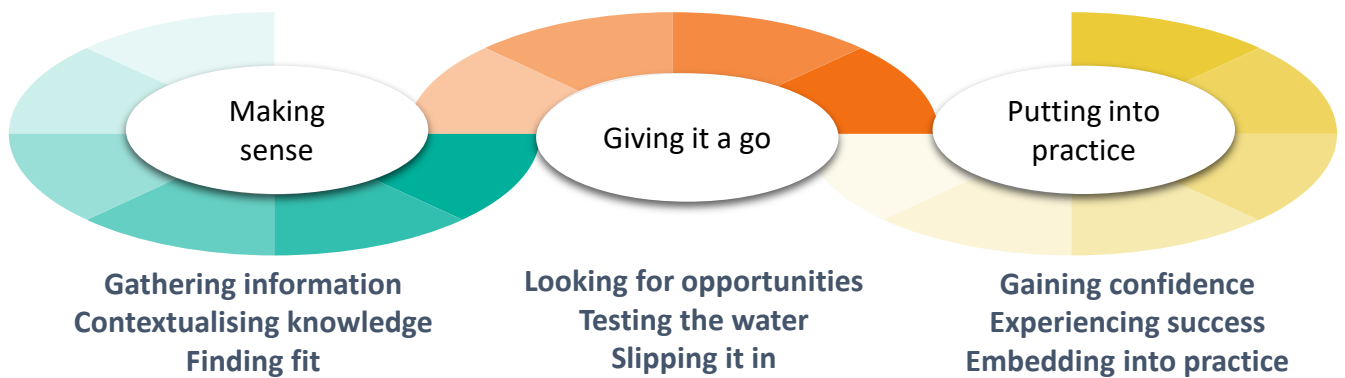 Making
sense
Giving it a go
Putting into
practice
Gathering information
Contextualising knowledge
Finding fit
Looking for opportunities
Testing the water
Slipping it in
Gaining confidence
Experiencing success
Embedding into practice